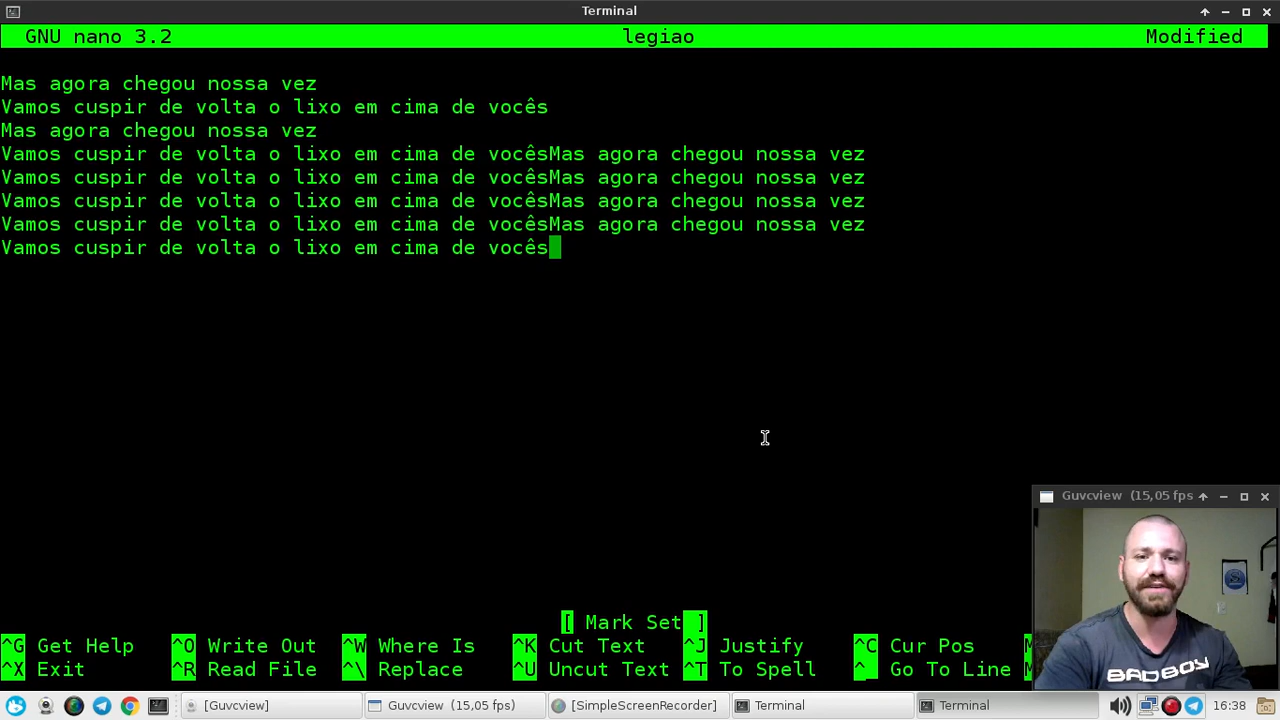 Terminal
GNU nano 3.2 legiao Modified
Mas agora chegou nossa vez
Vamos cuspir de volta o lixo em cima de vocês
Mas agora chegou nossa vez
Vamos cuspir de volta o lixo em cima de vocêsMas agora chegou nossa vez
Vamos cuspir de volta o lixo em cima de vocêsMas agora chegou nossa vez
Vamos cuspir de volta o lixo em cima de vocêsMas agora chegou nossa vez
Vamos cuspir de volta o lixo em cima de vocêsMas agora chegou nossa vez
Vamos cuspir de volta o lixo em cima de vocês
Guvcview (15,05 fps
BADBOY
[ Mark Set ]
^G Get Help ^O Write Out ^W Where Is ^K Cut Text ^J Justify ^C Cur Pos M
^X Exit ^R Read File ^\ Replace ^U Uncut Text ^T To Spell ^_ Go To Line M
[Guvcview] Guvcview (15,05 fps) [SimpleScreenRecorder] Terminal Terminal 16:38